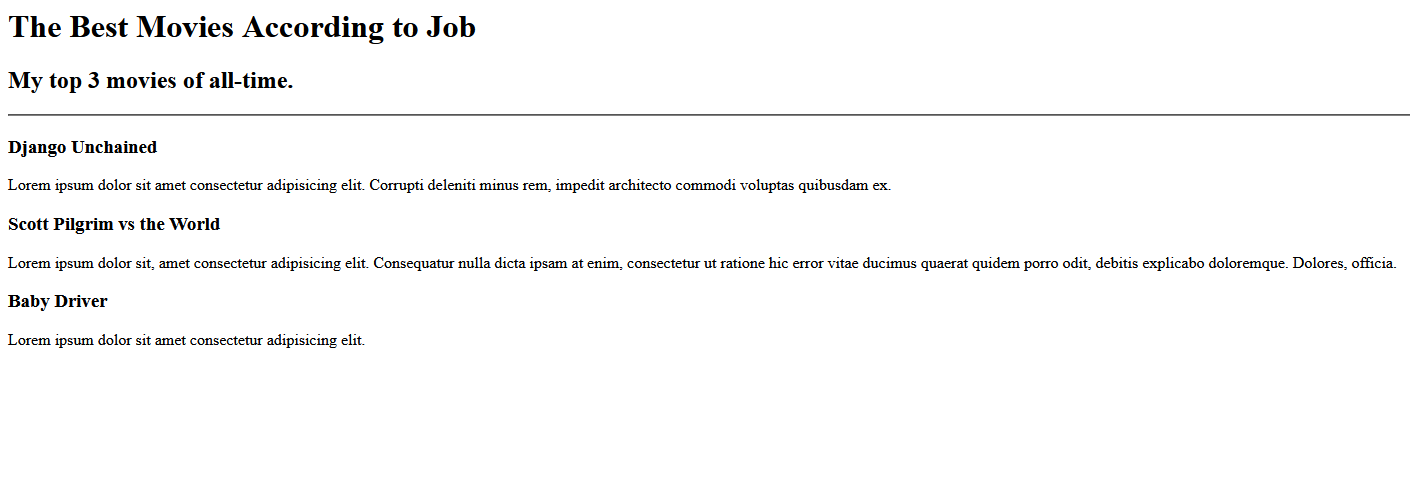 The Best Movies According to Job
My top 3 movies of all-time.
Django Unchained
Lorem ipsum dolor sit amet consectetur adipisicing elit. Corrupti deleniti minus rem, impedit architecto commodi voluptas quibusdam ex.
Scott Pilgrim vs the World
Lorem ipsum dolor sit, amet consectetur adipisicing elit. Consequatur nulla dicta ipsam at enim, consectetur ut ratione hic error vitae ducimus quaerat quidem porro odit, debitis explicabo doloremque. Dolores, officia.
Baby Driver
Lorem ipsum dolor sit amet consectetur adipisicing elit.